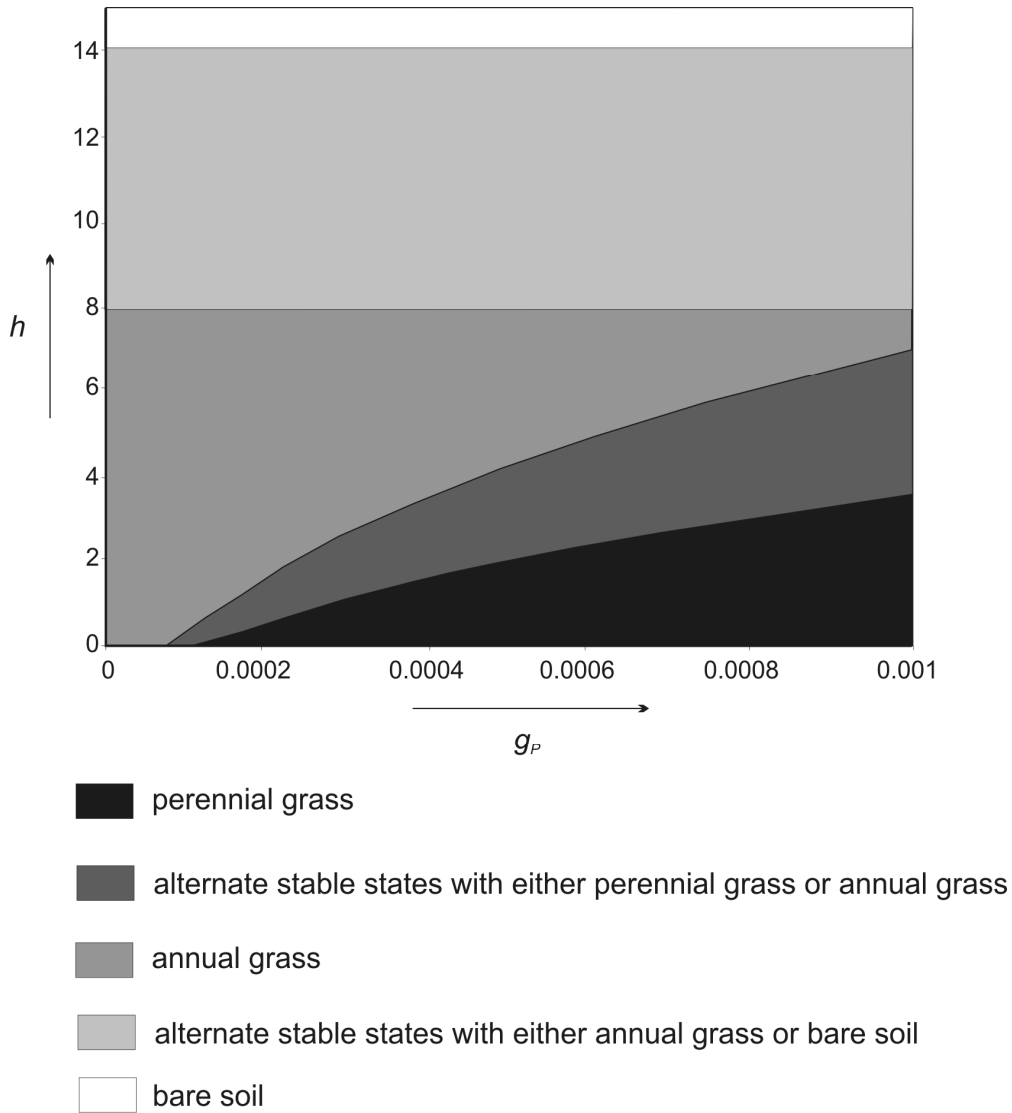 14
12
10
8
h
6
4
2
0
0 0.0002 0.0004 0.0006 0.0008 0.001
g_P
perennial grass
alternate stable states with either perennial grass or annual grass
annual grass
alternate stable states with either annual grass or bare soil
bare soil